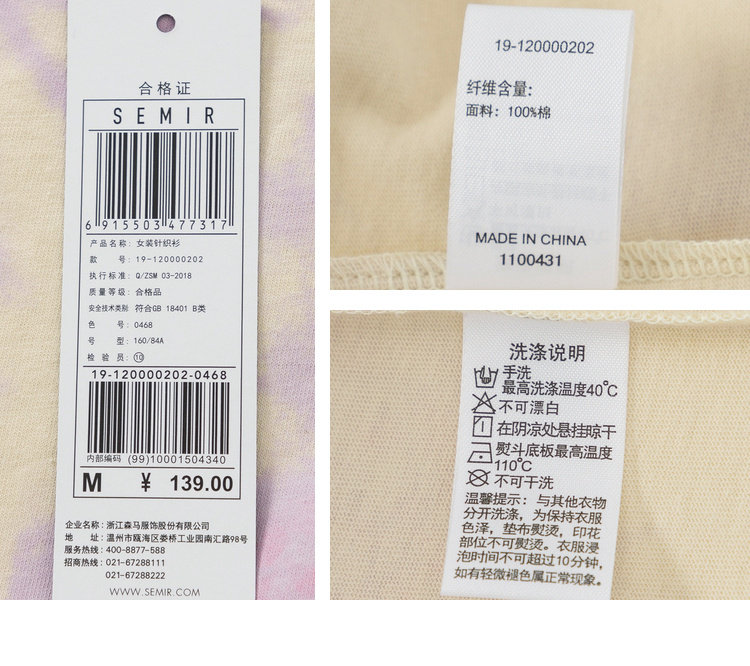 合格证
SEMIR
6 915503 477317
产品名称: 女装针织衫
款 号: 19-120000202
执行标准: Q/ZSM 03-2018
质量等级: 合格品
安全技术类别 符合GB 18401 B类
色 号: 0468
号 型: 160/84A
检 验 员: ⑩
19-120000202-0468
内部编码 (99)10001504340
M ¥ 139.00
企业名称: 浙江森马服饰股份有限公司
地 址: 温州市瓯海区娄桥工业园南汇路98号
服务热线: 400-8877-588
招商热线: 021-67288111
021-67288222
WWW.SEMIR.COM
19-120000202
纤维含量:
面料: 100%棉
MADE IN CHINA
1100431
洗涤说明
手洗
最高洗涤温度40°C
不可漂白
在阴凉处悬挂晾干
熨斗底板最高温度
110°C
不可干洗
温馨提示: 与其他衣物
分开洗涤, 为保持衣服
色泽, 垫布熨烫, 印花
部位不可熨烫。衣服浸
泡时间不可超过10分钟,
如有轻微褪色属正常现象。